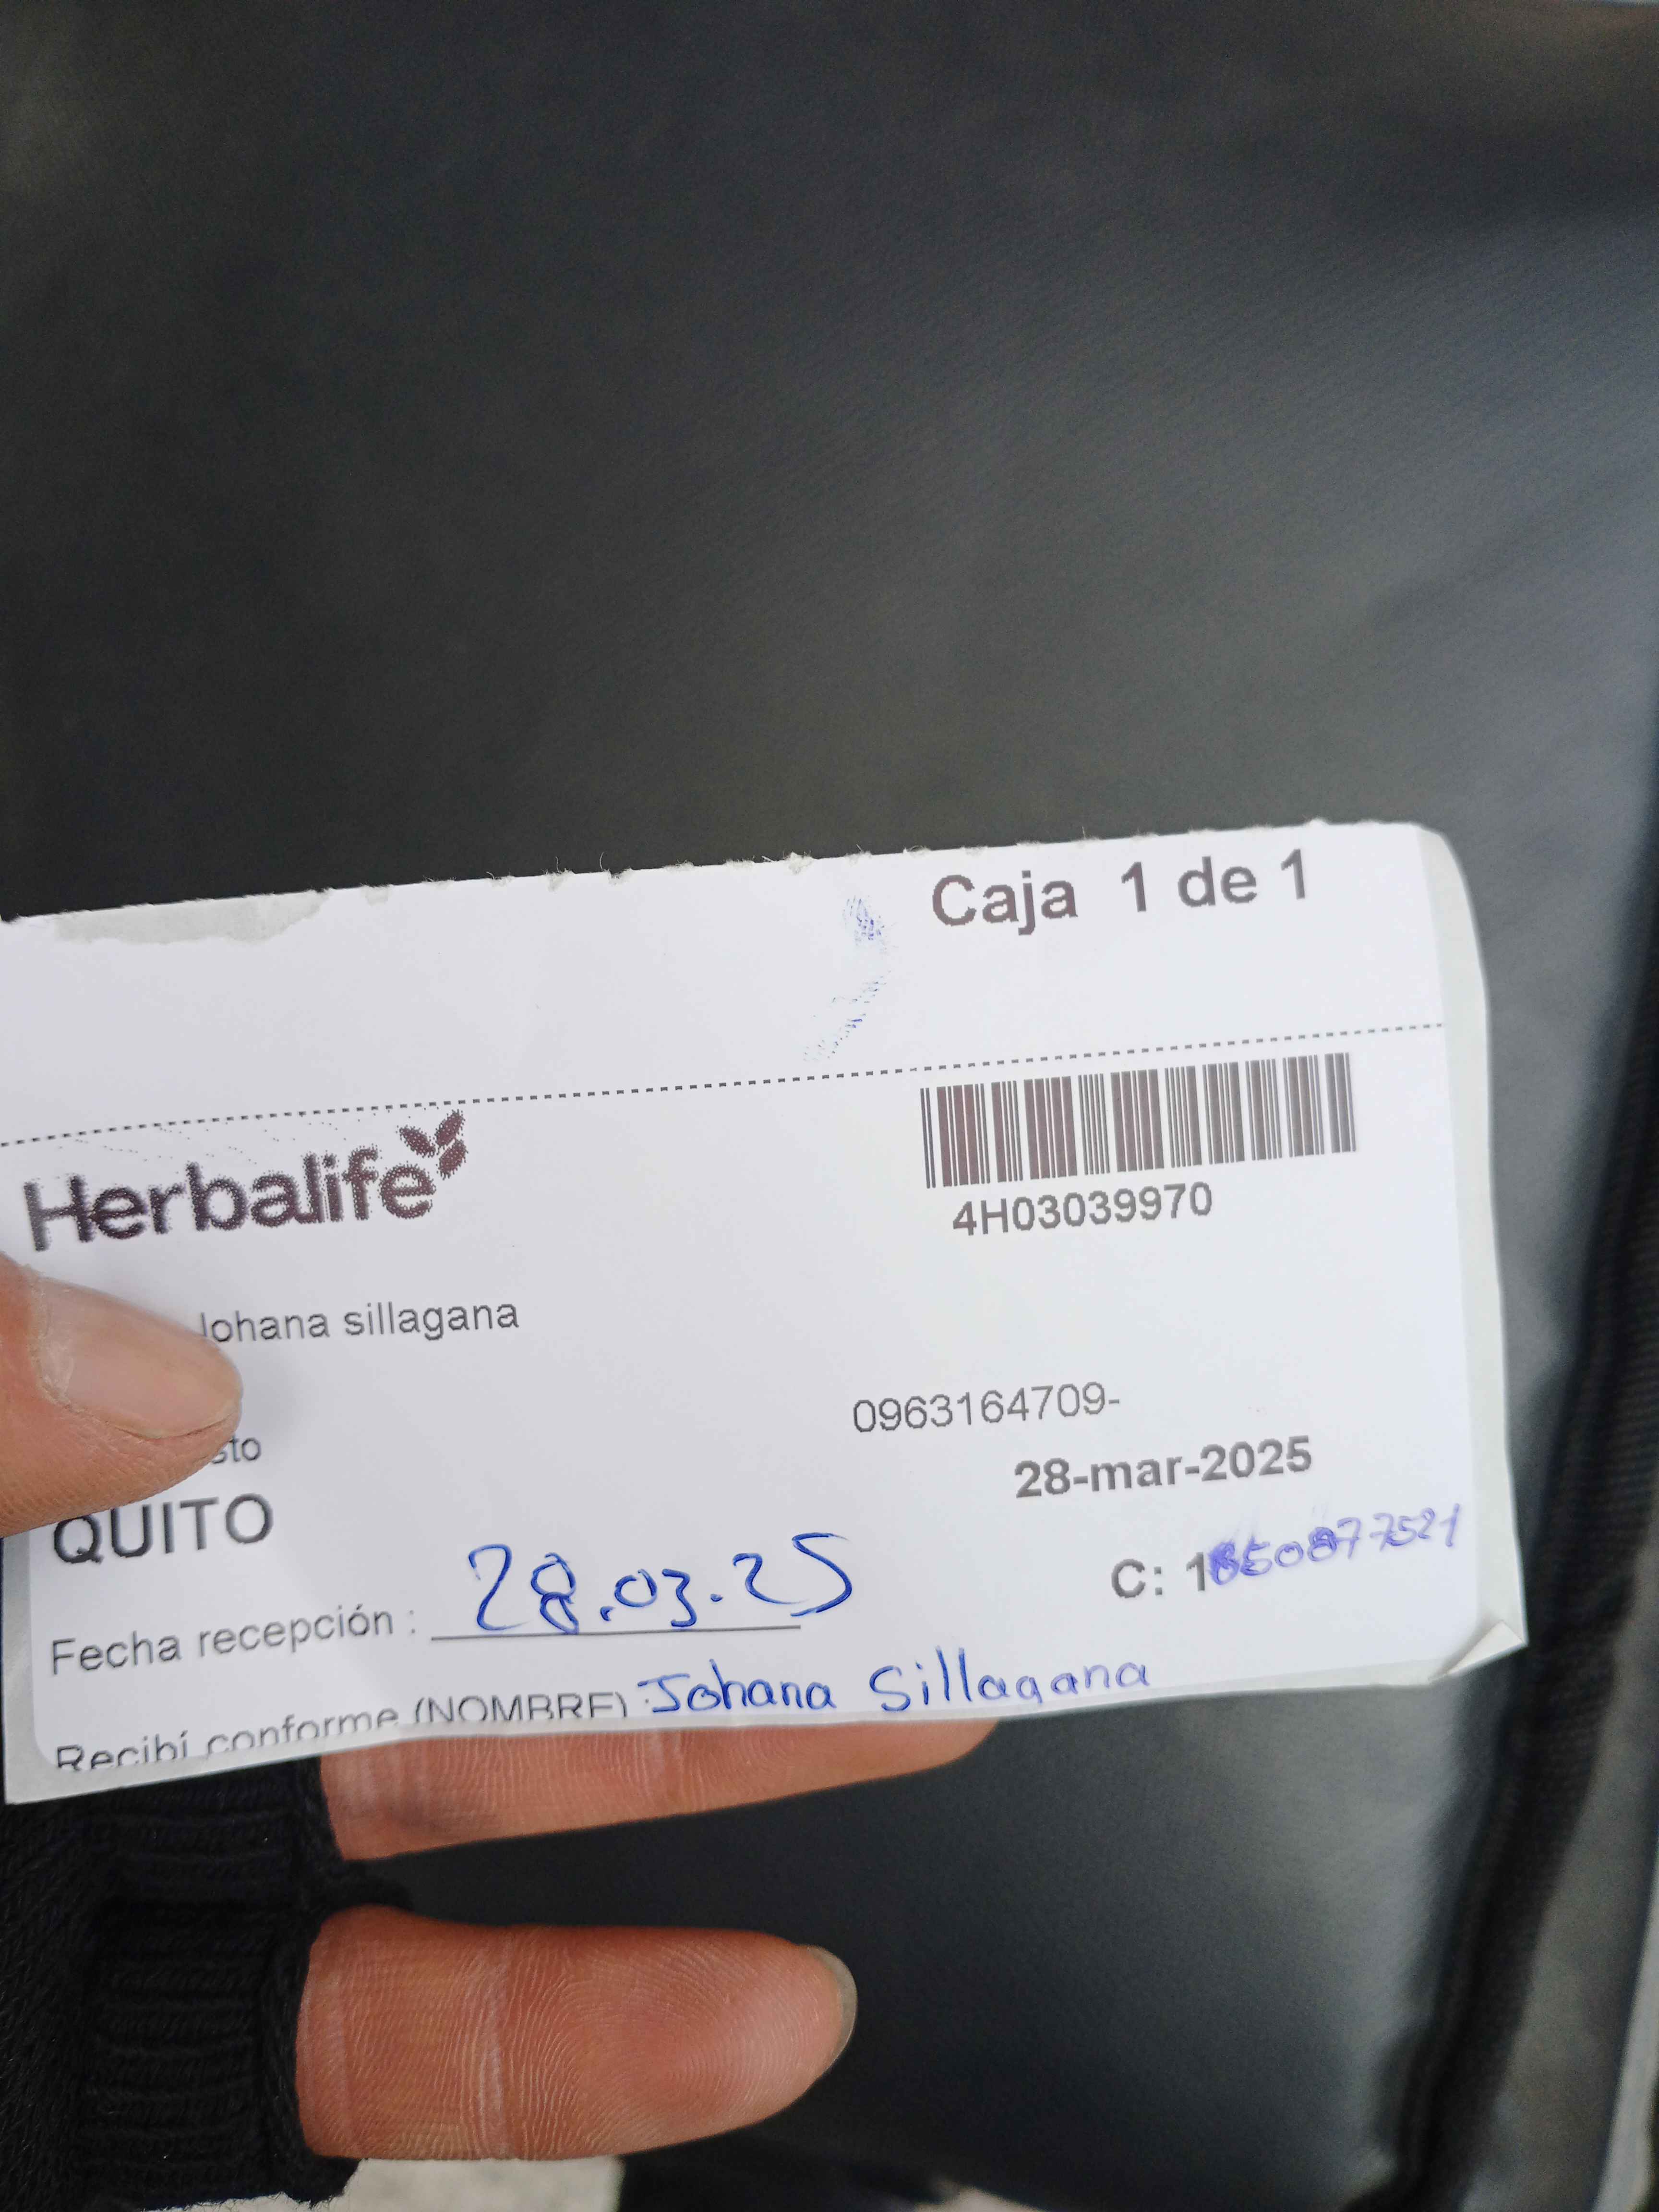 Caja 1 de 1
Herbalife
4H03039970
Johana sillagana
0963164709-
28-mar-2025
QUITO
C: 1
Fecha recepción : 28.03.25
Recibí conforme (NOMBRE) : Johana Sillagana